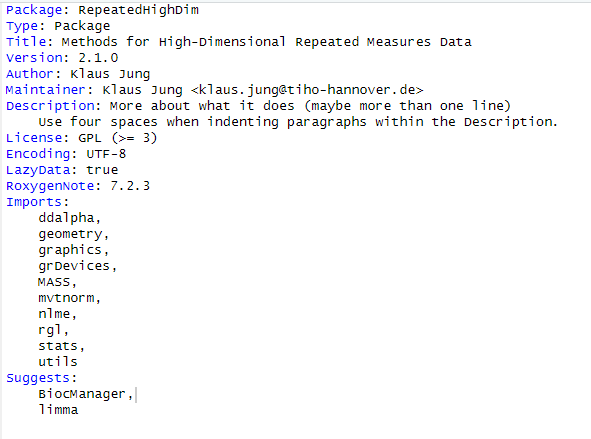 Package: RepeatedHighDim
Type: Package
Title: Methods for High-Dimensional Repeated Measures Data
Version: 2.1.0
Author: Klaus Jung
Maintainer: Klaus Jung <klaus.jung@tiho-hannover.de>
Description: More about what it does (maybe more than one line)
    Use four spaces when indenting paragraphs within the Description.
License: GPL (>= 3)
Encoding: UTF-8
LazyData: true
RoxygenNote: 7.2.3
Imports:
    ddalpha,
    geometry,
    graphics,
    grDevices,
    MASS,
    mvtnorm,
    nlme,
    rgl,
    stats,
    utils
Suggests:
    BiocManager,
    limma